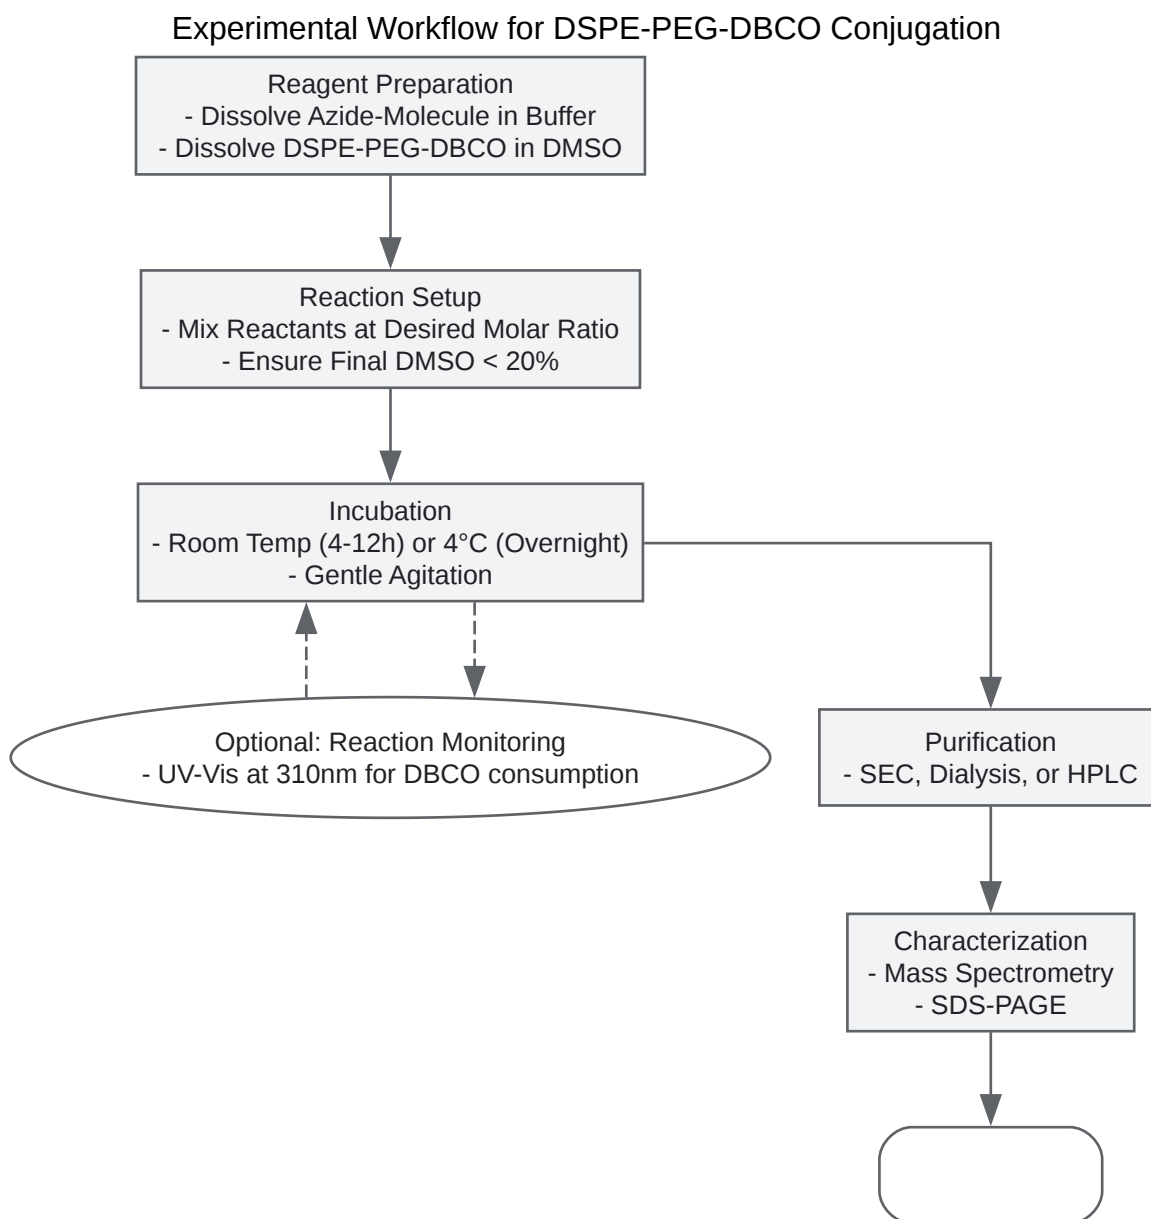 Experimental Workflow for DSPE-PEG-DBCO Conjugation
Reagent Preparation
- Dissolve Azide-Molecule in Buffer
- Dissolve DSPE-PEG-DBCO in DMSO
Reaction Setup
- Mix Reactants at Desired Molar Ratio
- Ensure Final DMSO < 20%
Incubation
- Room Temp (4-12h) or 4°C (Overnight)
- Gentle Agitation
Optional: Reaction Monitoring
- UV-Vis at 310nm for DBCO consumption
Purification
- SEC, Dialysis, or HPLC
Characterization
- Mass Spectrometry
- SDS-PAGE